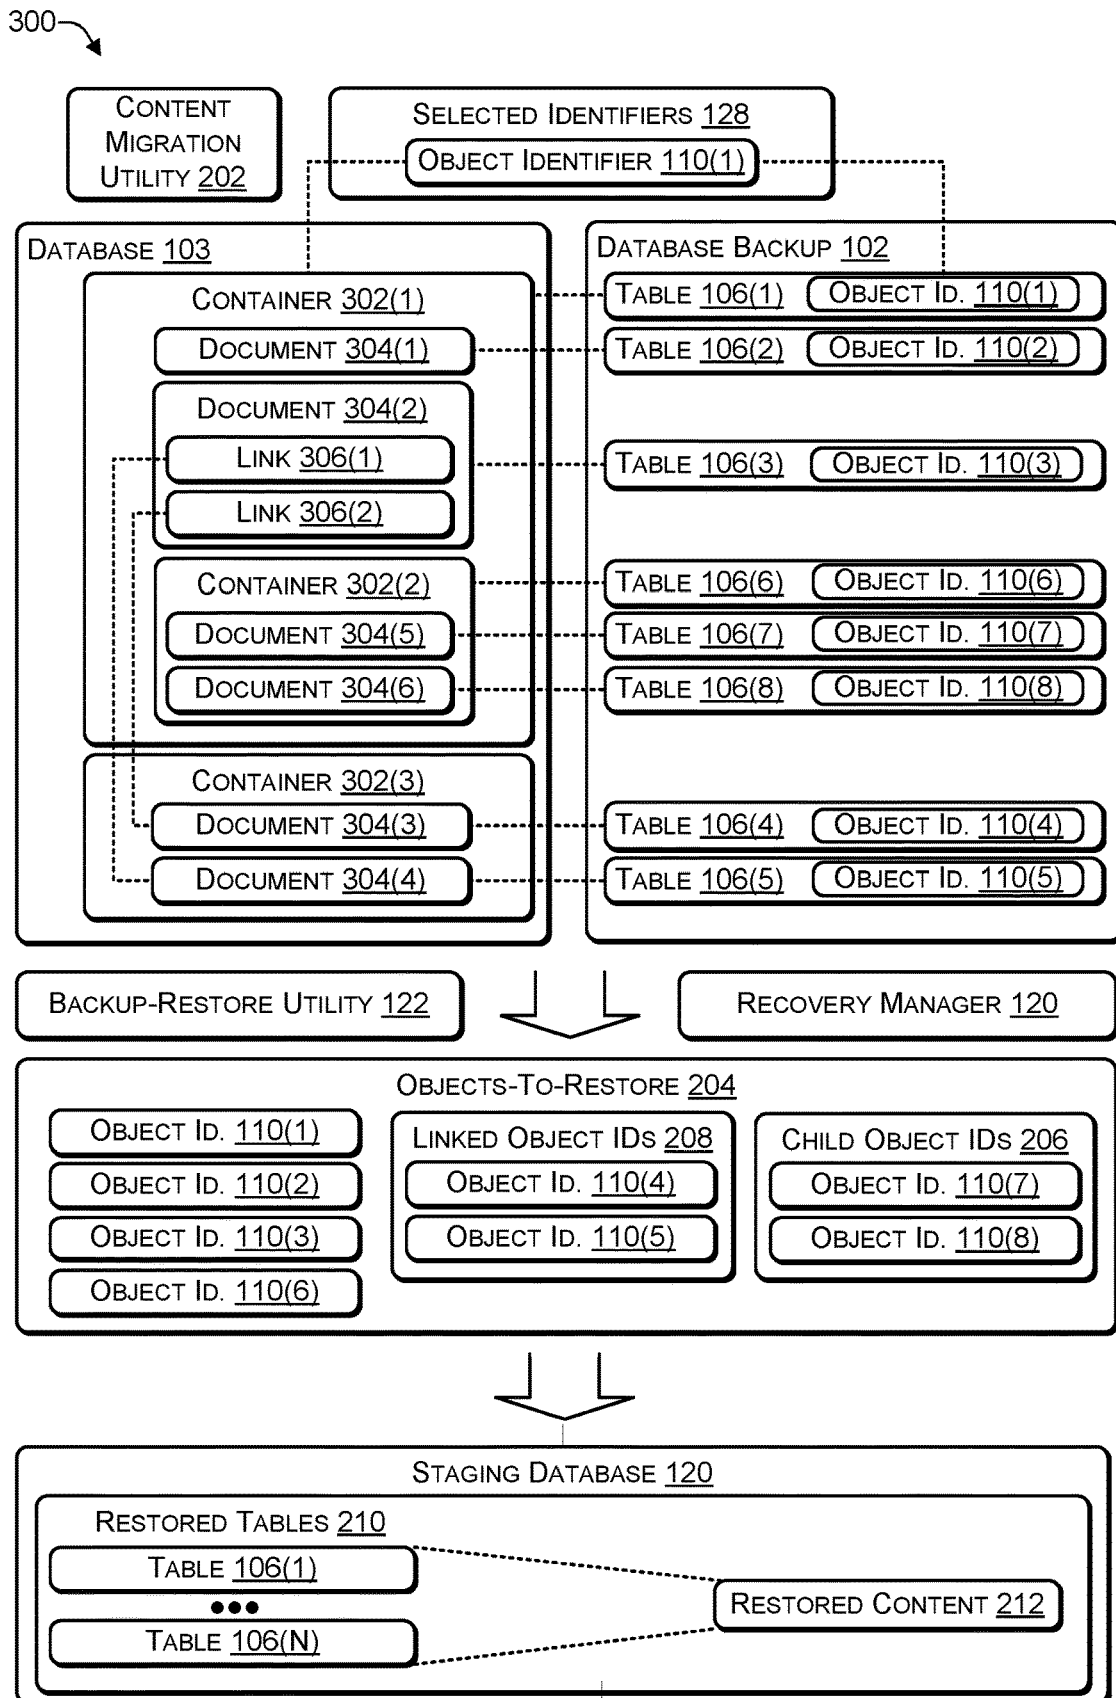 300
CONTENT
MIGRATION
UTILITY 202
SELECTED IDENTIFIERS 128
OBJECT IDENTIFIER 110(1)
DATABASE 103
CONTAINER 302(1)
DOCUMENT 304(1)
DOCUMENT 304(2)
LINK 306(1)
LINK 306(2)
CONTAINER 302(2)
DOCUMENT 304(5)
DOCUMENT 304(6)
CONTAINER 302(3)
DOCUMENT 304(3)
DOCUMENT 304(4)
DATABASE BACKUP 102
TABLE 106(1) OBJECT ID. 110(1)
TABLE 106(2) OBJECT ID. 110(2)
TABLE 106(3) OBJECT ID. 110(3)
TABLE 106(6) OBJECT ID. 110(6)
TABLE 106(7) OBJECT ID. 110(7)
TABLE 106(8) OBJECT ID. 110(8)
TABLE 106(4) OBJECT ID. 110(4)
TABLE 106(5) OBJECT ID. 110(5)
BACKUP-RESTORE UTILITY 122
RECOVERY MANAGER 120
OBJECTS-TO-RESTORE 204
OBJECT ID. 110(1)
OBJECT ID. 110(2)
OBJECT ID. 110(3)
OBJECT ID. 110(6)
LINKED OBJECT IDS 208
OBJECT ID. 110(4)
OBJECT ID. 110(5)
CHILD OBJECT IDS 206
OBJECT ID. 110(7)
OBJECT ID. 110(8)
STAGING DATABASE 120
RESTORED TABLES 210
TABLE 106(1)
●●●
TABLE 106(N)
RESTORED CONTENT 212